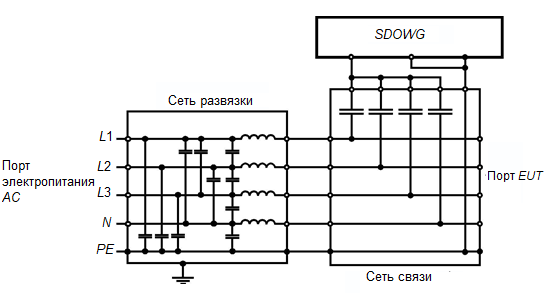 SDOWG
Сеть развязки
L1
Порт
электропитания
AC
L2
L3
N
PE
Порт EUT
Сеть связи